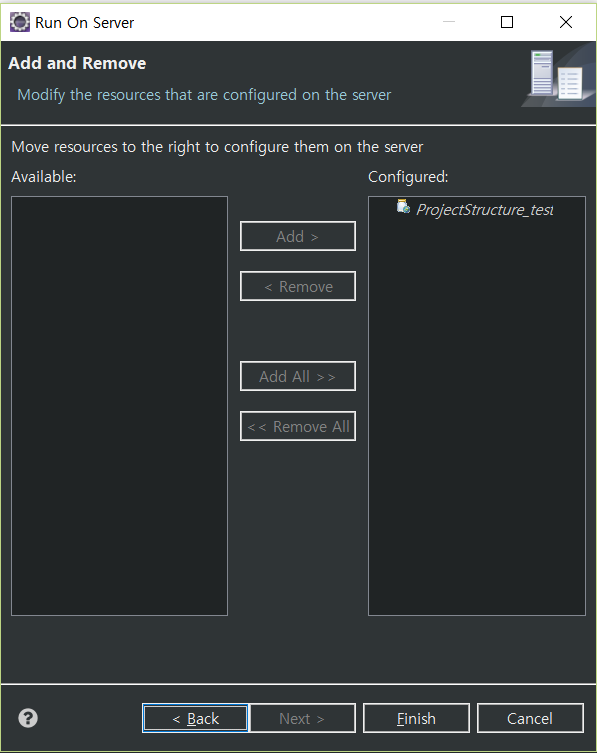 Run On Server
Add and Remove
Modify the resources that are configured on the server
Move resources to the right to configure them on the server
Available:
Configured:
ProjectStructure_test
Add >
< Remove
Add All >>
<< Remove All
?
< Back
Next >
Finish
Cancel